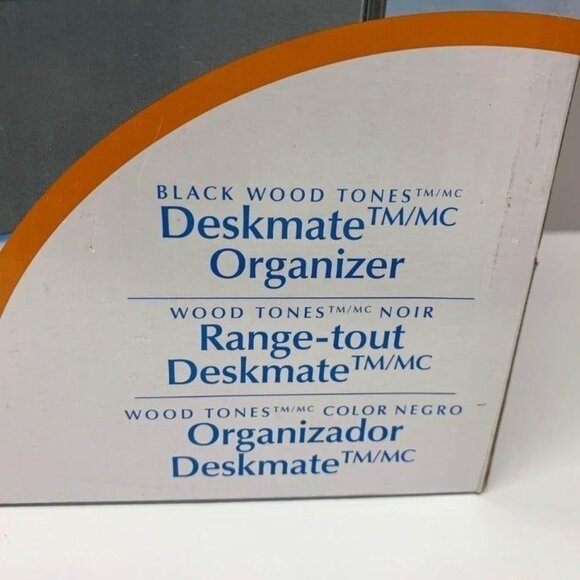 BLACK WOOD TONES™/MC
Deskmate™/MC
Organizer
WOOD TONES™/MC NOIR
Range-tout
Deskmate™/MC
WOOD TONES™/MC COLOR NEGRO
Organizador
Deskmate™/MC